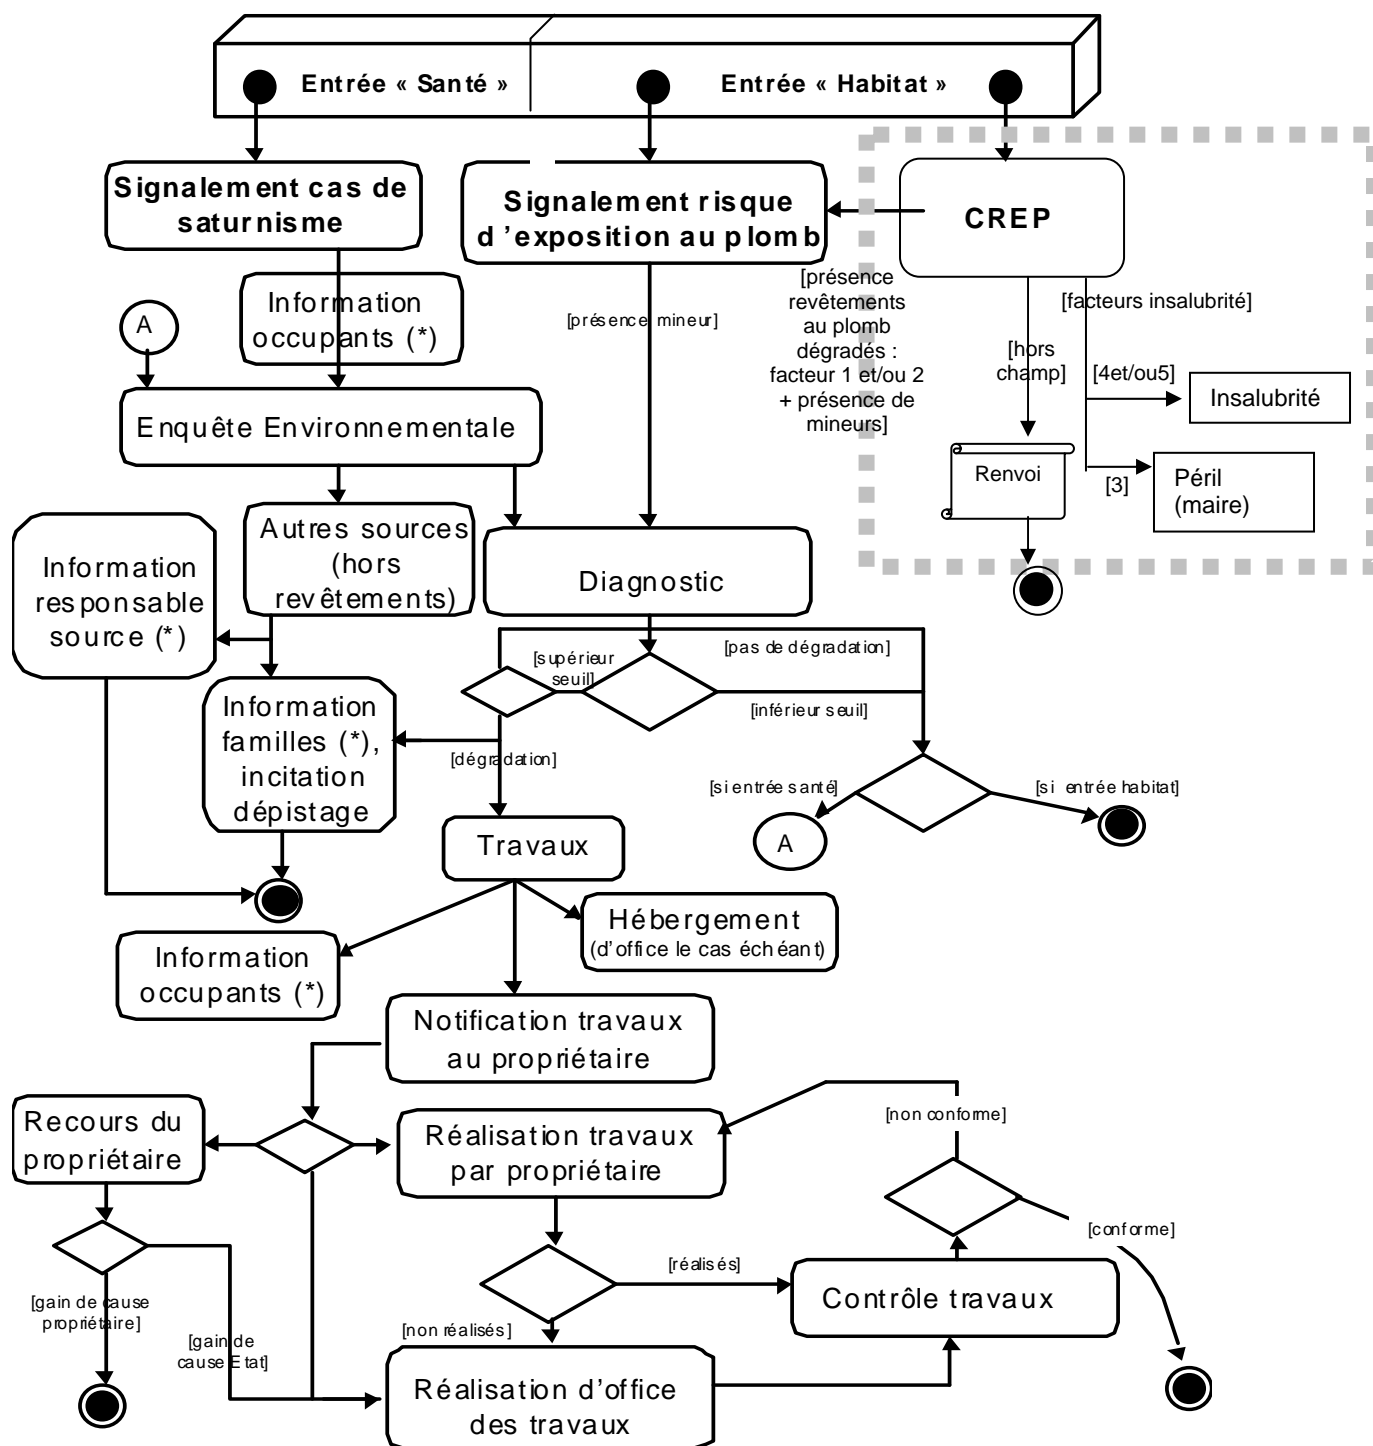 Entrée « Santé »
Entrée « Habitat »
Signalement cas de
saturnisme
Signalement risque
d ’exposition au plomb
CREP
Information
occupants (*)
A
[présence mineur]
[présence
revêtements
au plomb
dégradés :
facteur 1 et/ou 2
+ présence de
mineurs]
[facteurs insalubrité]
[hors
champ]
[4et/ou5]
Insalubrité
Enquête Environnementale
Renvoi
[3]
Péril
(maire)
Autres sources
(hors
revêtements)
Information
responsable
source (*)
Diagnostic
[supérieur
seuil]
[pas de dégradation]
[inférieur seuil]
Information
familles (*),
incitation
dépistage
[dégradation]
[si entrée santé]
[si entrée habitat]
A
Travaux
Hébergement
(d’office le cas échéant)
Information
occupants (*)
Notification travaux
au propriétaire
Recours du
propriétaire
Réalisation travaux
par propriétaire
[non conforme]
[conforme]
[réalisés]
Contrôle travaux
[gain de cause
propriétaire]
[gain de
cause Etat]
[non réalisés]
Réalisation d’office
des travaux